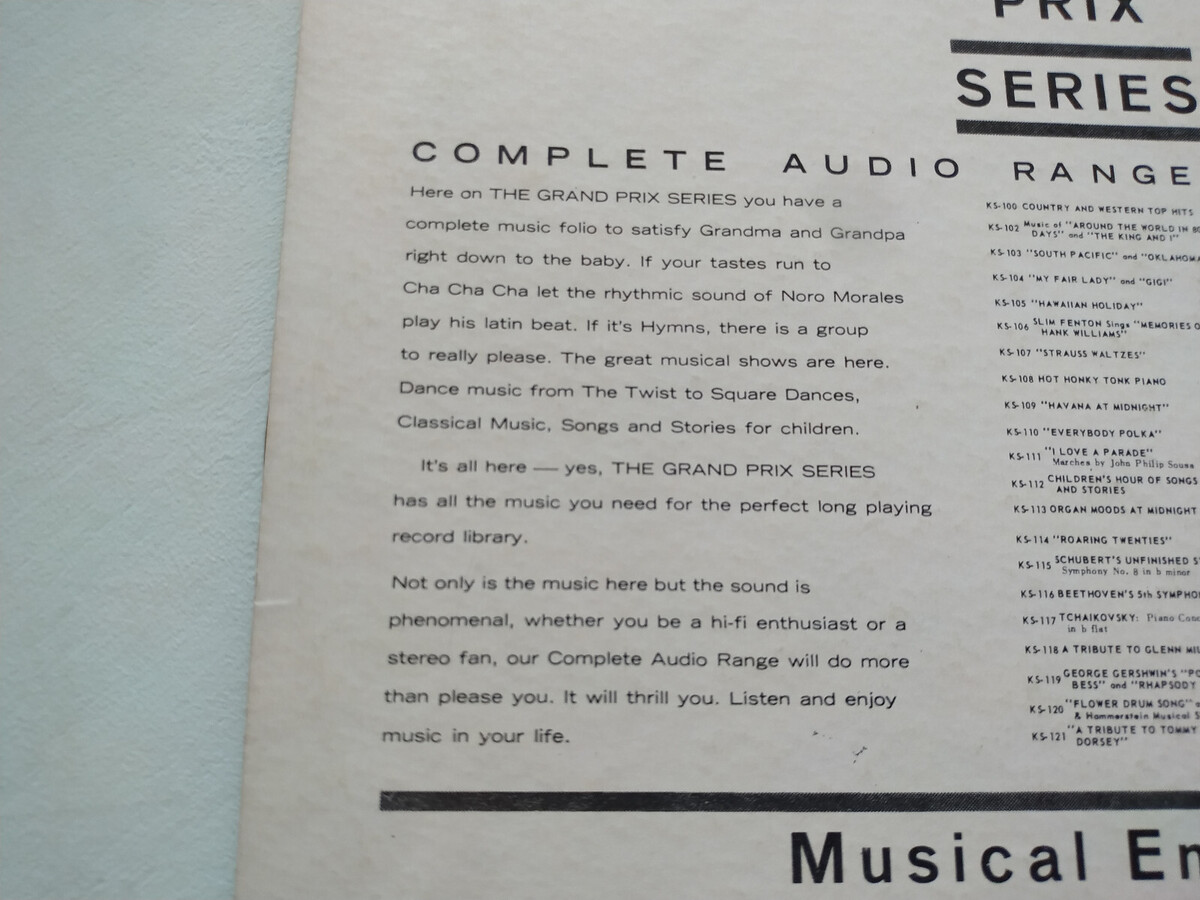 PRIX
SERIES
COMPLETE AUDIO RANGE
Here on THE GRAND PRIX SERIES you have a
complete music folio to satisfy Grandma and Grandpa
right down to the baby. If your tastes run to
Cha Cha Cha let the rhythmic sound of Noro Morales
play his latin beat. If it's Hymns, there is a group
to really please. The great musical shows are here.
Dance music from The Twist to Square Dances,
Classical Music, Songs and Stories for children.
It's all here — yes, THE GRAND PRIX SERIES
has all the music you need for the perfect long playing
record library.
Not only is the music here but the sound is
phenomenal, whether you be a hi-fi enthusiast or a
stereo fan, our Complete Audio Range will do more
than please you. It will thrill you. Listen and enjoy
music in your life.
KS-100 COUNTRY AND WESTERN TOP HITS
KS-102 Music of "AROUND THE WORLD IN 80
DAYS" and "THE KING AND I"
KS-103 "SOUTH PACIFIC" and "OKLAHOMA
KS-104 "MY FAIR LADY" and "GIGI"
KS-105 "HAWAIIAN HOLIDAY"
KS-106 SLIM FENTON Sings "MEMORIES O
HANK WILLIAMS"
KS-107 "STRAUSS WALTZES"
KS-108 HOT HONKY TONK PIANO
KS-109 "HAVANA AT MIDNIGHT"
KS-110 "EVERYBODY POLKA"
KS-111 "I LOVE A PARADE"
Marches by John Philip Sousa
KS-112 CHILDREN'S HOUR OF SONGS
AND STORIES
KS-113 ORGAN MOODS AT MIDNIGHT
KS-114 "ROARING TWENTIES"
KS-115 SCHUBERT'S UNFINISHED S
Symphony No. 8 in b minor
KS-116 BEETHOVEN'S 5th SYMPHO
KS-117 TCHAIKOVSKY: Piano Conc
in b flat
KS-118 A TRIBUTE TO GLENN MIL
KS-119 GEORGE GERSHWIN'S "PO
BESS" and "RHAPSODY
KS-120 "FLOWER DRUM SONG"
& Hammerstein Musical S
KS-121 "A TRIBUTE TO TOMMY
DORSEY"
Musical En